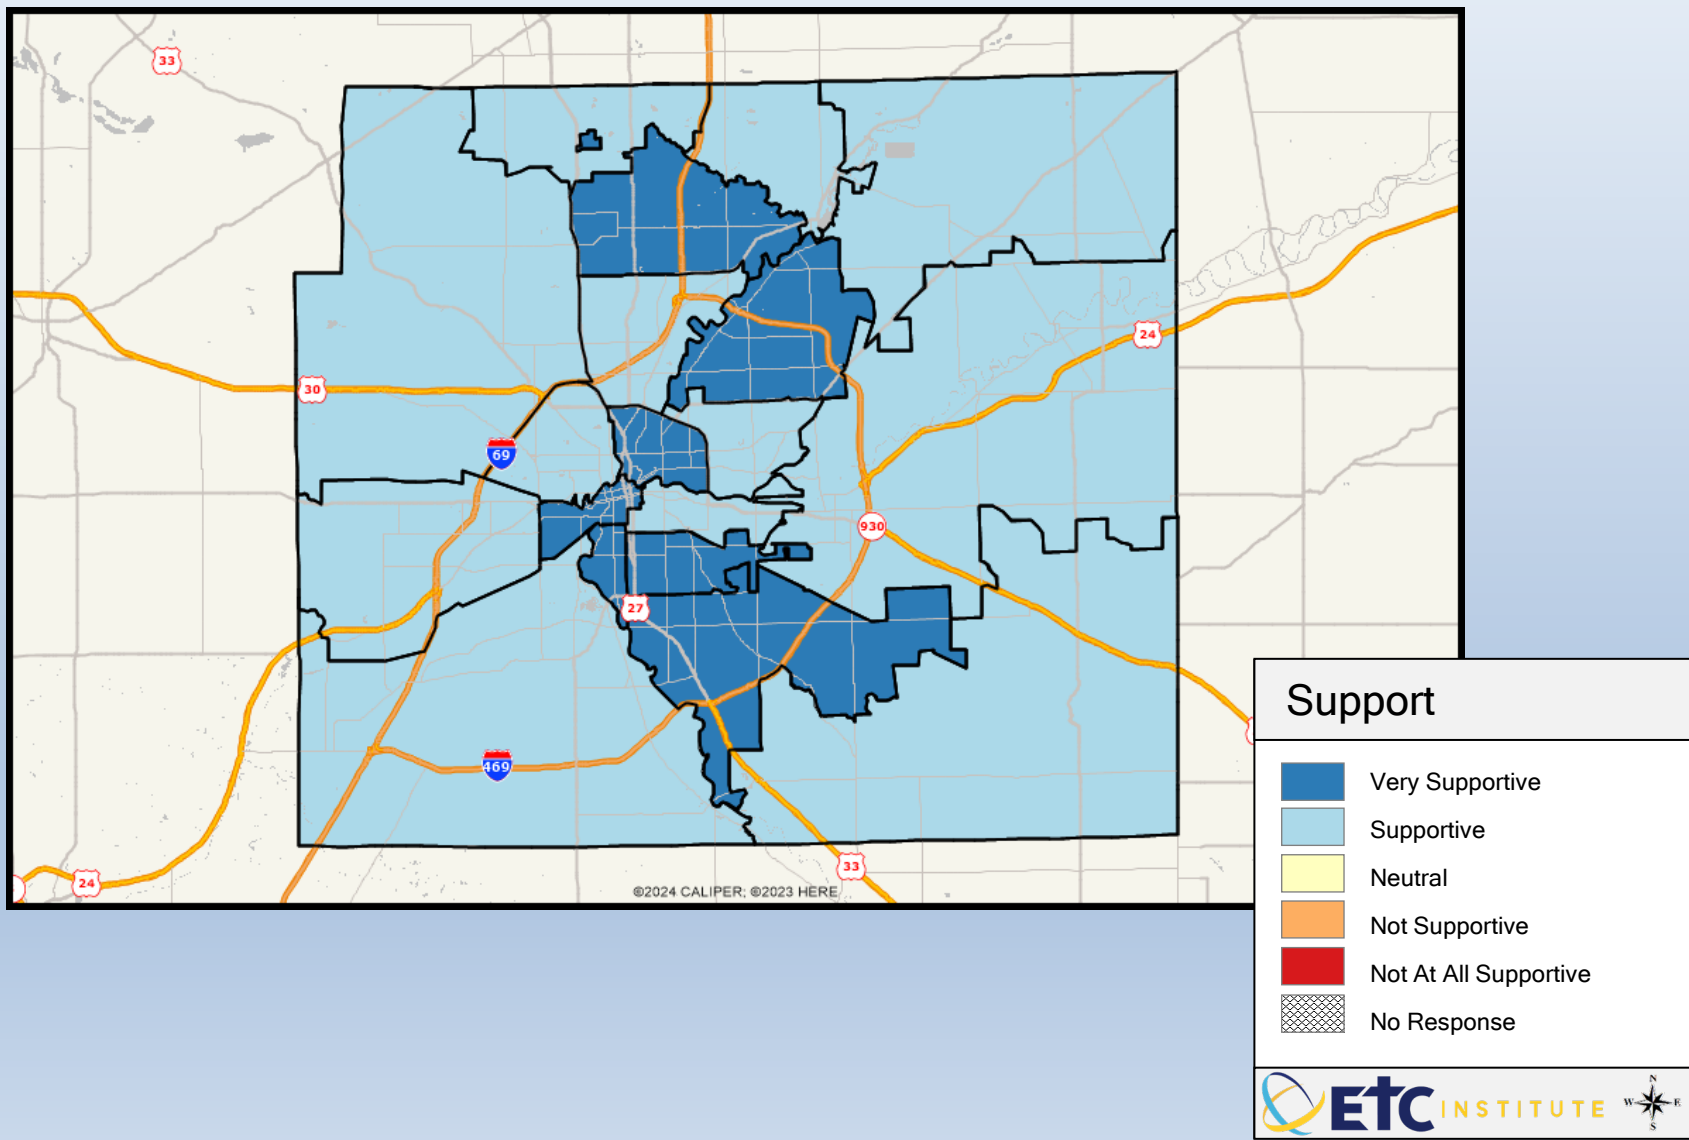 33
24
30
69
930
27
469
33
24
©2024 CALIPER; ©2023 HERE
Support
Very Supportive
Supportive
Neutral
Not Supportive
Not At All Supportive
No Response
ETC INSTITUTE
N
W E
S